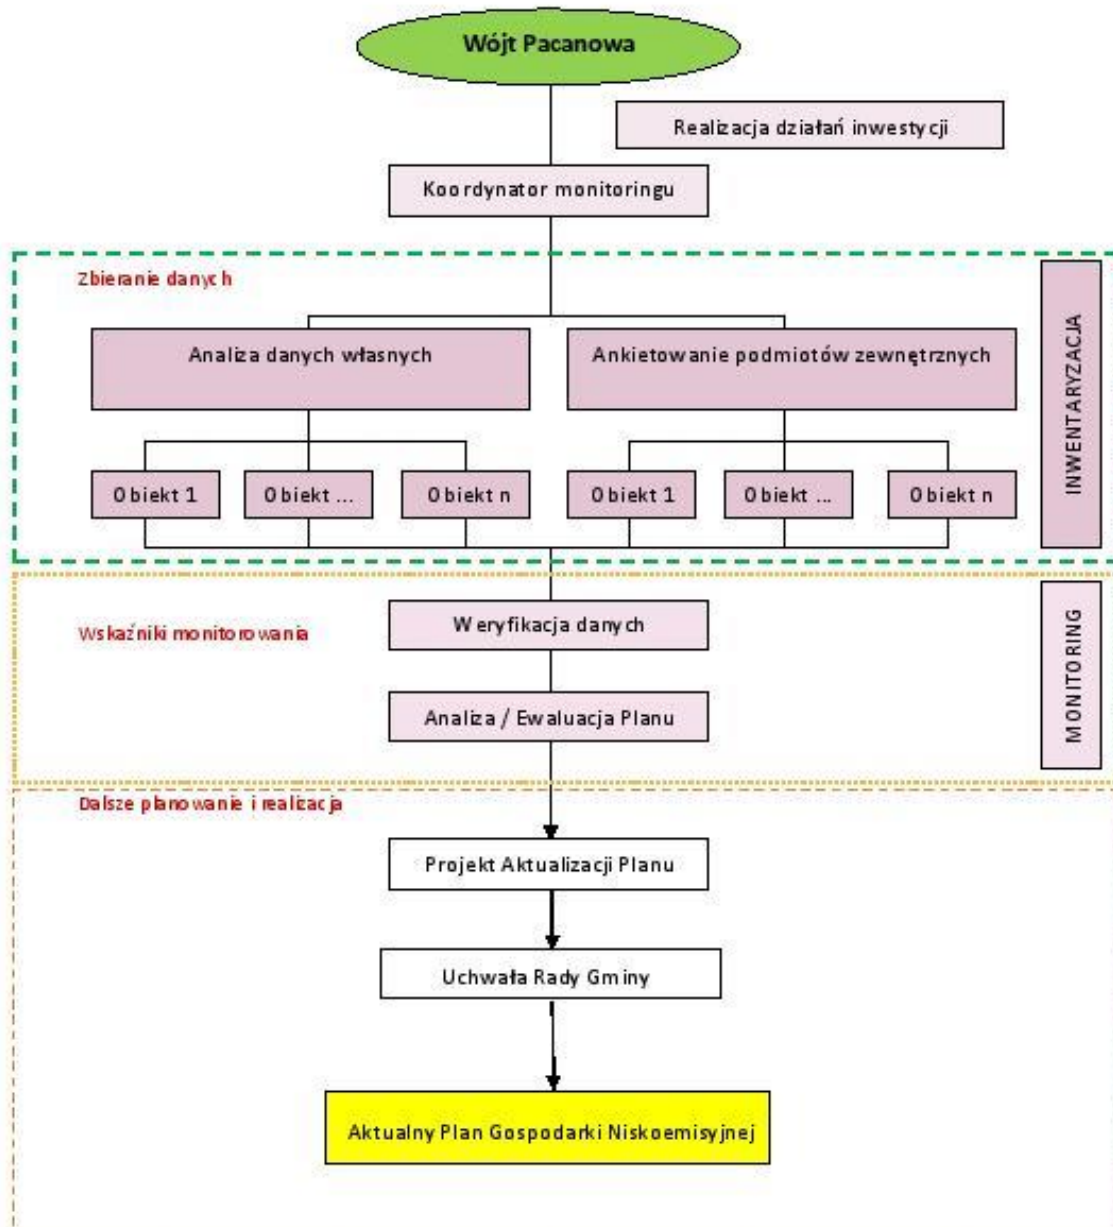 Wójt Pacanowa
Realizacja działań inwestycji
Koordynator monitoringu
Zbieranie danych
INWENTARYZACJA
Analiza danych własnych
Ankietowanie podmiotów zewnętrznych
Obiekt 1
Obiekt ...
Obiekt n
Obiekt 1
Obiekt ...
Obiekt n
Wskaźniki monitorowania
MONITORING
Weryfikacja danych
Analiza / Ewaluacja Planu
Dalsze planowanie i realizacja
Projekt Aktualizacji Planu
Uchwała Rady Gminy
Aktualny Plan Gospodarki Niskoemisyjnej